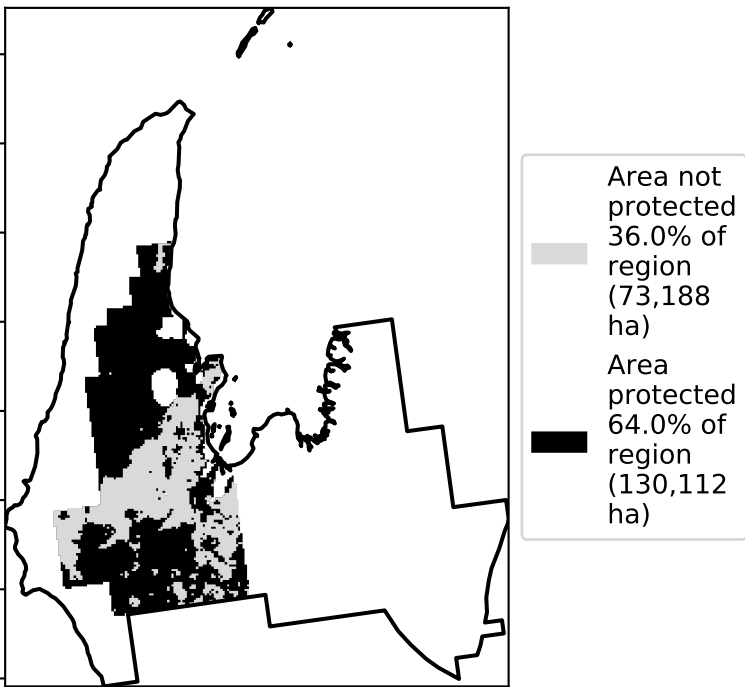 Area not
protected
36.0% of
region
(73,188
ha)
Area
protected
64.0% of
region
(130,112
ha)